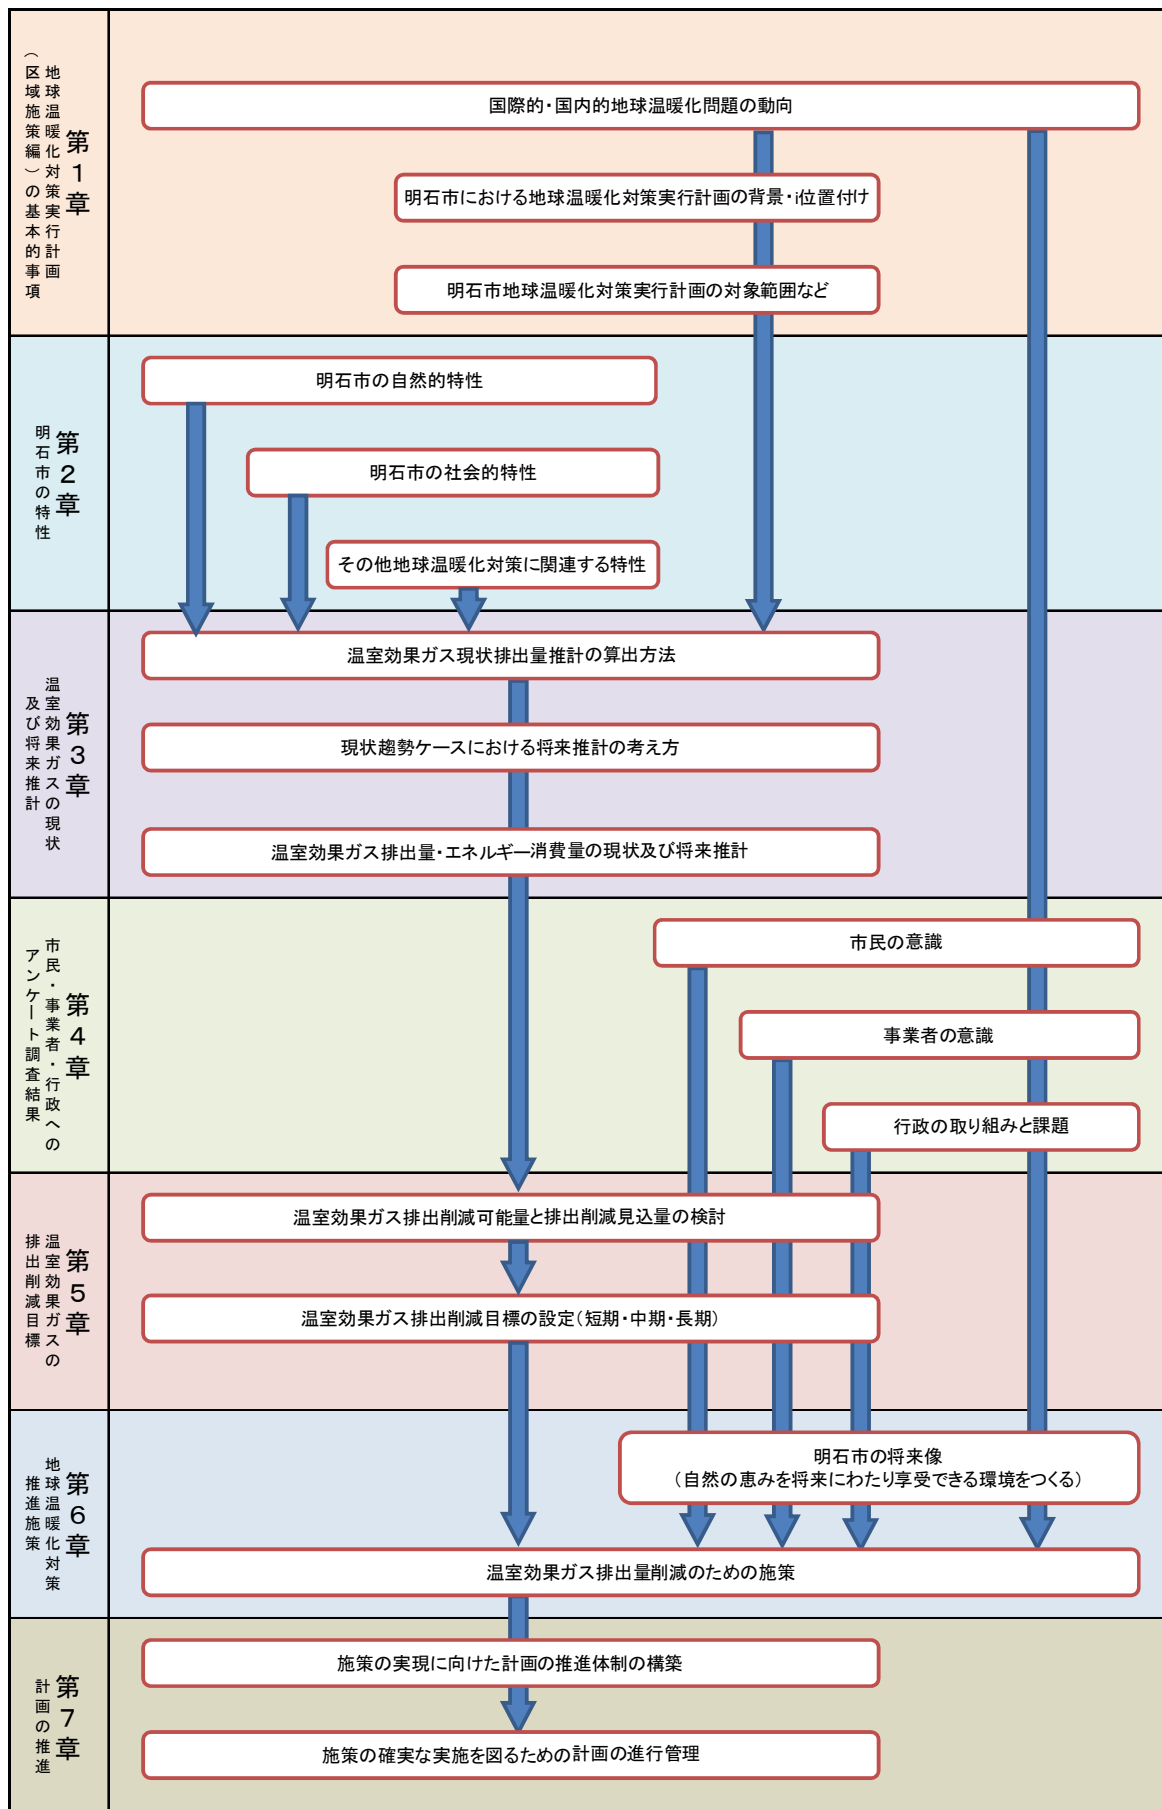 第1章
地球温暖化対策実行計画
（区域施策編）の基本的事項
国際的・国内的地球温暖化問題の動向
明石市における地球温暖化対策実行計画の背景・i位置付け
明石市地球温暖化対策実行計画の対象範囲など
第2章
明石市の特性
明石市の自然的特性
明石市の社会的特性
その他地球温暖化対策に関連する特性
第3章
温室効果ガスの現状
及び将来推計
温室効果ガス現状排出量推計の算出方法
現状趨勢ケースにおける将来推計の考え方
温室効果ガス排出量・エネルギー消費量の現状及び将来推計
第4章
市民・事業者・行政への
アンケート調査結果
市民の意識
事業者の意識
行政の取り組みと課題
第5章
温室効果ガスの
排出削減目標
温室効果ガス排出削減可能量と排出削減見込量の検討
温室効果ガス排出削減目標の設定（短期・中期・長期）
第6章
地球温暖化対策
推進施策
明石市の将来像
（自然の恵みを将来にわたり享受できる環境をつくる）
温室効果ガス排出量削減のための施策
第7章
計画の推進
施策の実現に向けた計画の推進体制の構築
施策の確実な実施を図るための計画の進行管理